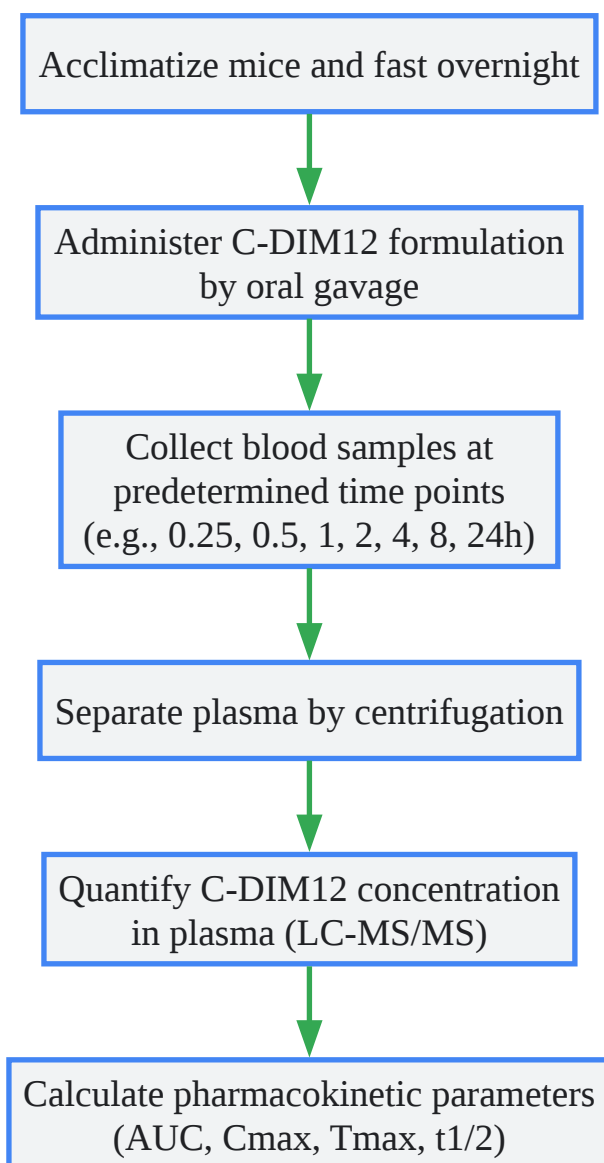 Acclimatize mice and fast overnight
Administer C-DIM12 formulation
by oral gavage
Collect blood samples at
predetermined time points
(e.g., 0.25, 0.5, 1, 2, 4, 8, 24h)
Separate plasma by centrifugation
Quantify C-DIM12 concentration
in plasma (LC-MS/MS)
Calculate pharmacokinetic parameters
(AUC, Cmax, Tmax, t1/2)